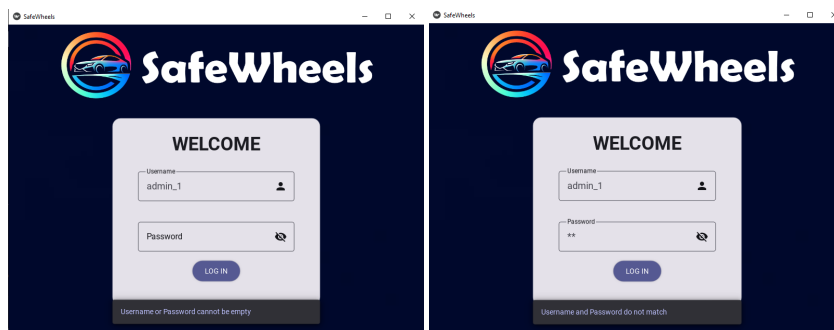 SafeWheels
SafeWheels
WELCOME
Username
admin_1
Password
LOG IN
Username or Password cannot be empty
SafeWheels
SafeWheels
WELCOME
Username
admin_1
Password
**
LOG IN
Username and Password do not match